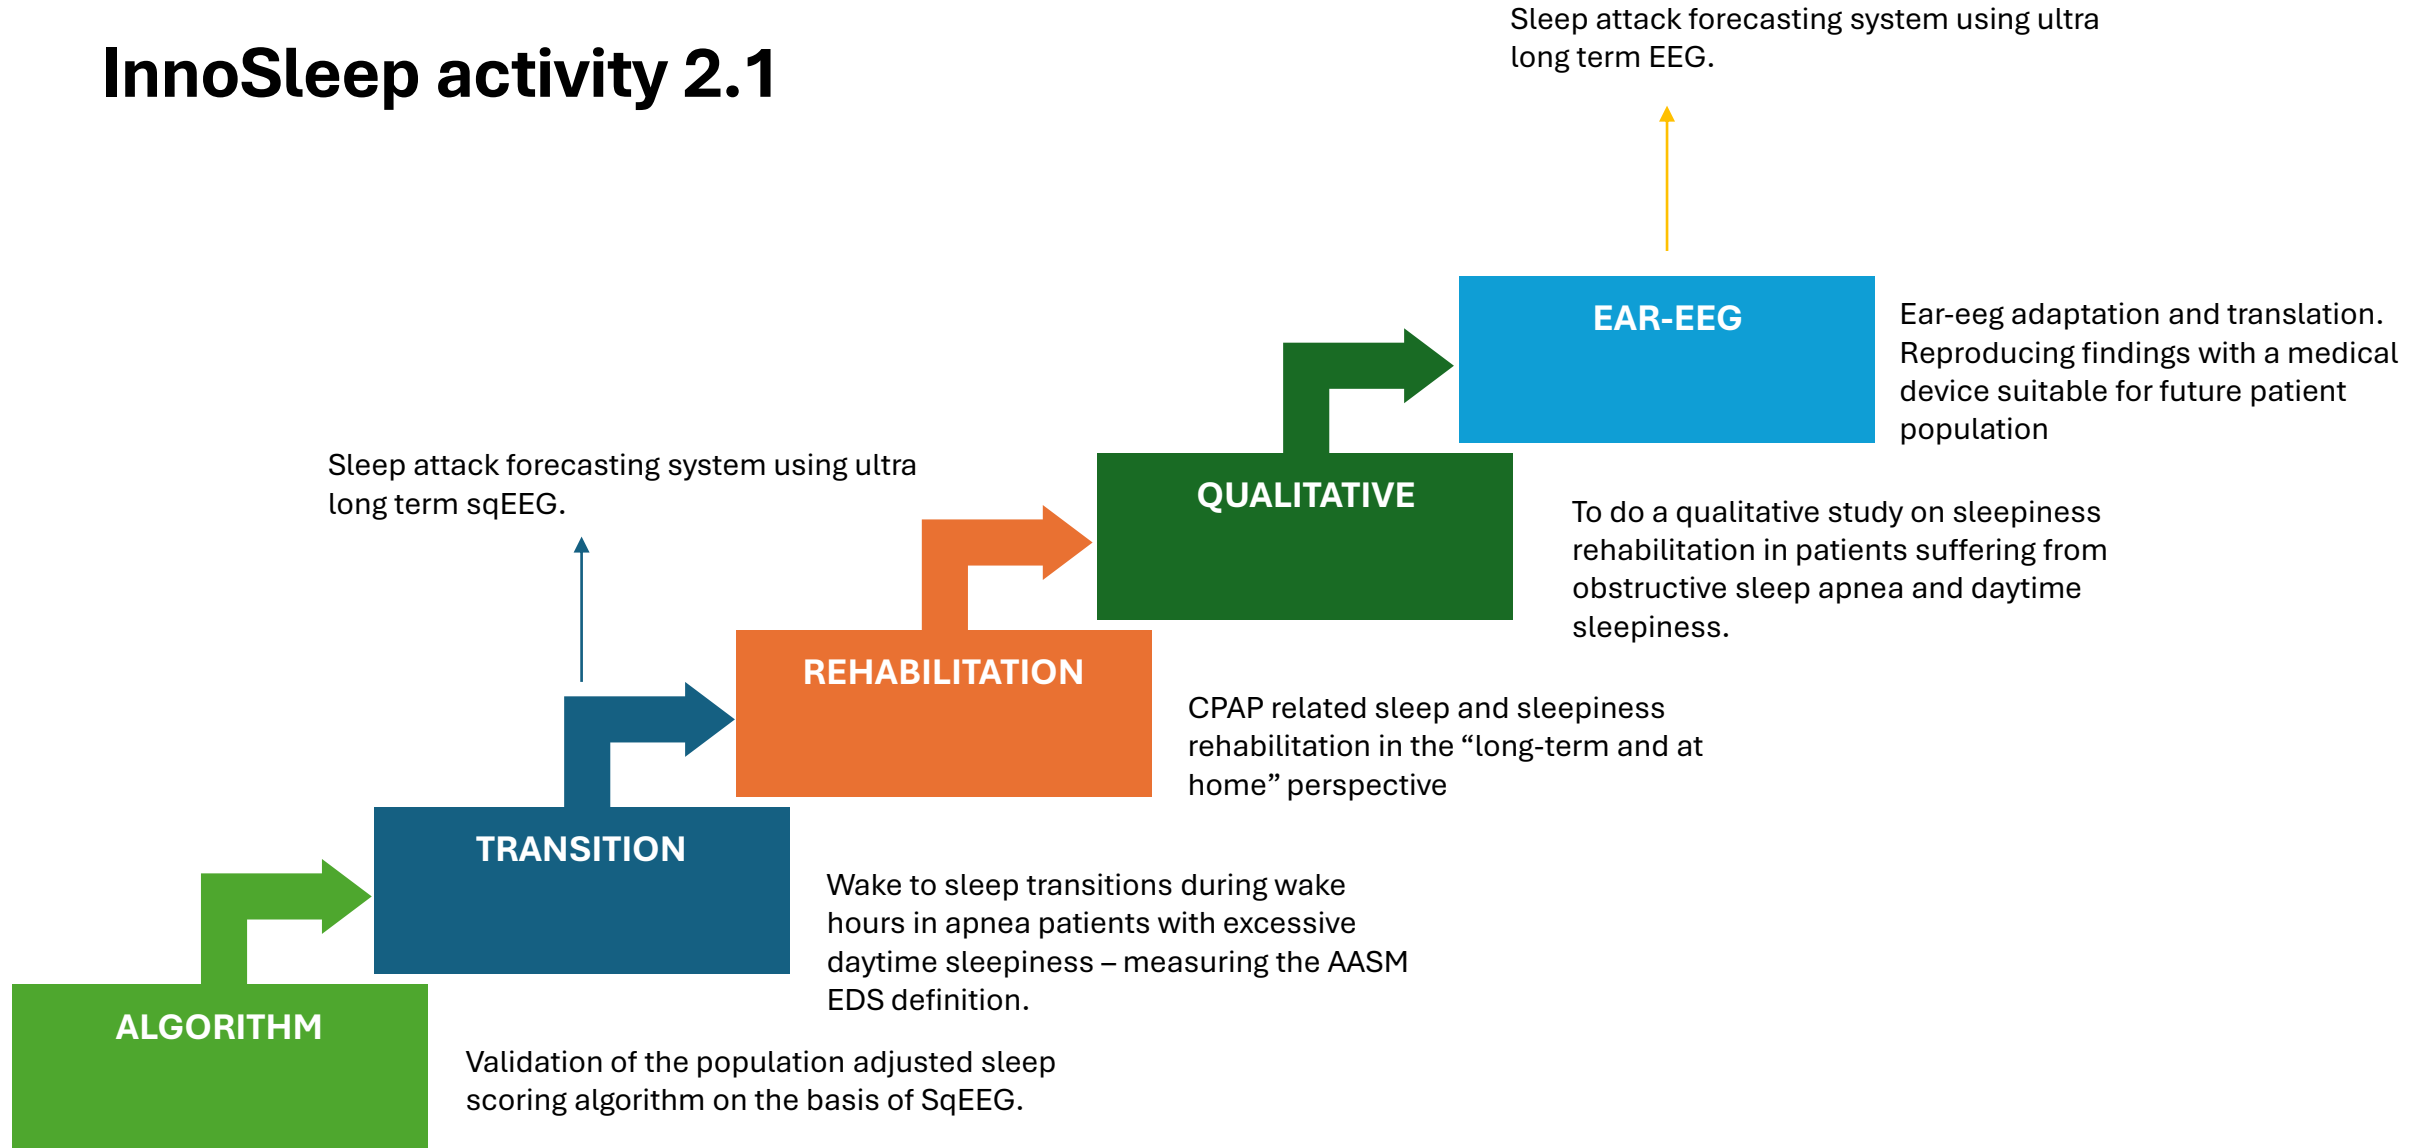 InnoSleep activity 2.1
Sleep attack forecasting system using ultra
long term EEG.
EAR-EEG
Ear-eeg adaptation and translation.
Reproducing findings with a medical
device suitable for future patient
population
Sleep attack forecasting system using ultra
long term sqEEG.
QUALITATIVE
To do a qualitative study on sleepiness
rehabilitation in patients suffering from
obstructive sleep apnea and daytime
sleepiness.
REHABILITATION
CPAP related sleep and sleepiness
rehabilitation in the “long-term and at
home” perspective
TRANSITION
Wake to sleep transitions during wake
hours in apnea patients with excessive
daytime sleepiness – measuring the AASM
EDS definition.
ALGORITHM
Validation of the population adjusted sleep
scoring algorithm on the basis of SqEEG.